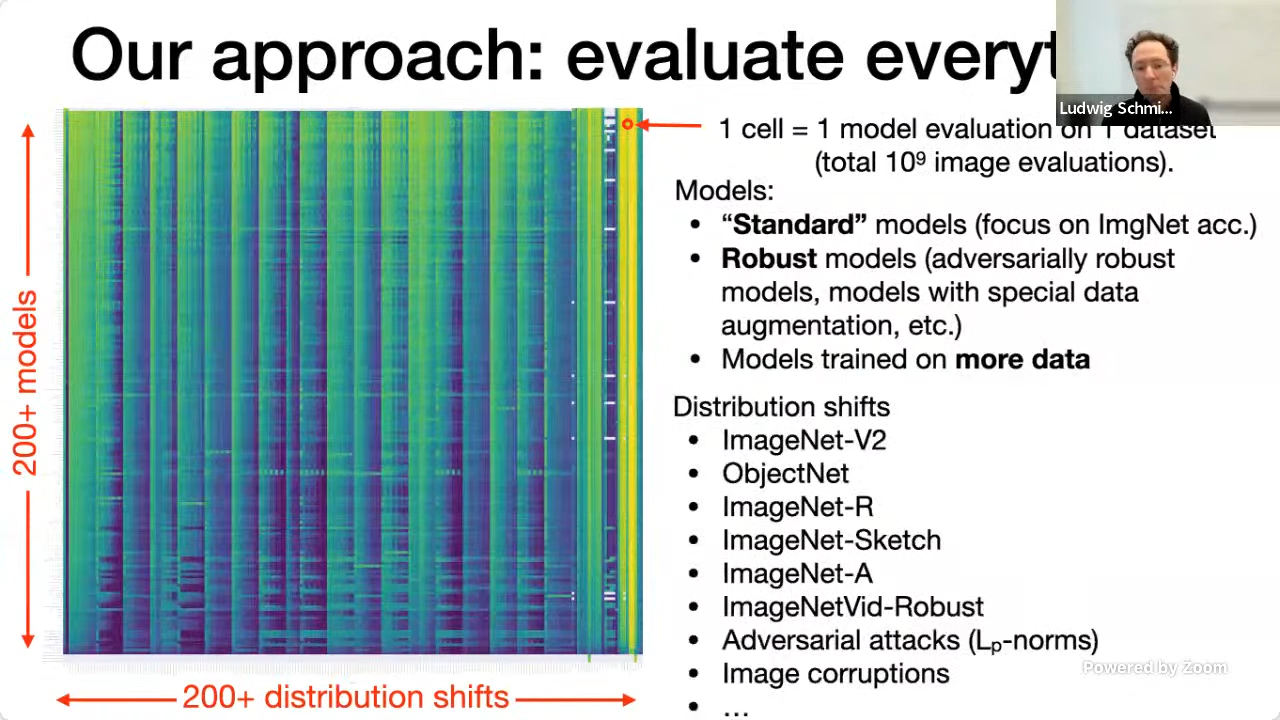 Our approach: evaluate everyt
Ludwig Schmi...
1 cell = 1 model evaluation on 1 dataset
(total 10⁹ image evaluations).
Models:
• “Standard” models (focus on ImgNet acc.)
• Robust models (adversarially robust
models, models with special data
augmentation, etc.)
• Models trained on more data
Distribution shifts
• ImageNet-V2
• ObjectNet
• ImageNet-R
• ImageNet-Sketch
• ImageNet-A
• ImageNetVid-Robust
• Adversarial attacks (Lₚ-norms)
• Image corruptions
• ...
200+ models
200+ distribution shifts
Powered by Zoom